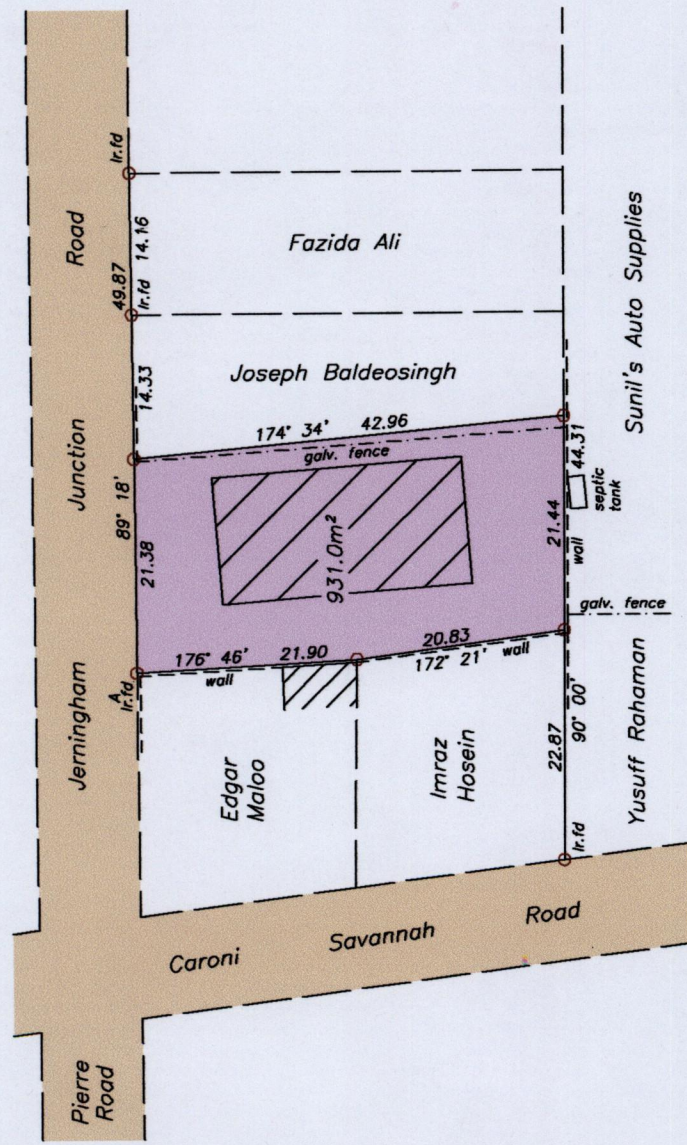 Ir.fd
Road
14.16
Fazida Ali
49.87
Ir.fd
Sunil's Auto Supplies
14.33
Joseph Baldeosingh
174° 34' 42.96
galv. fence
44.31
septic
tank
Junction
89° 18'
21.38
931.0m²
21.44
wall
galv. fence
20.83
172° 21' wall
176° 46' 21.90
wall
A
Ir.fd
Jerningham
Edgar
Maloo
Imraz
Hosein
22.87
90° 00'
Yusuff Rahaman
Ir.fd
Caroni Savannah Road
Pierre
Road